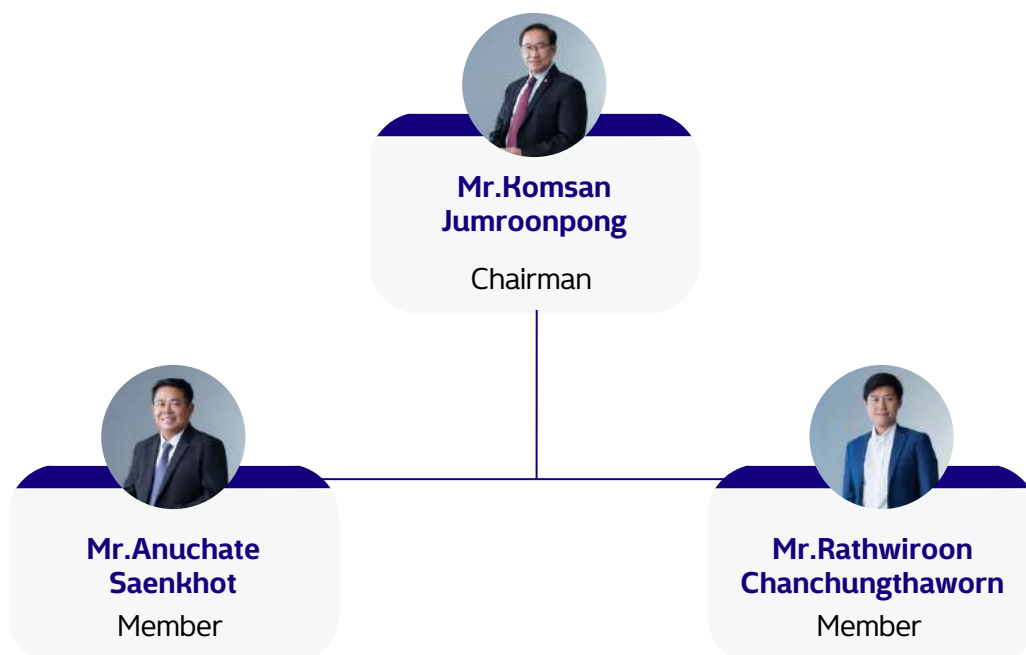 Mr.Komsan
Jumroonpong
Chairman
Mr.Anuchate
Saenkhot
Member
Mr.Rathwiroon
Chanchungthaworn
Member